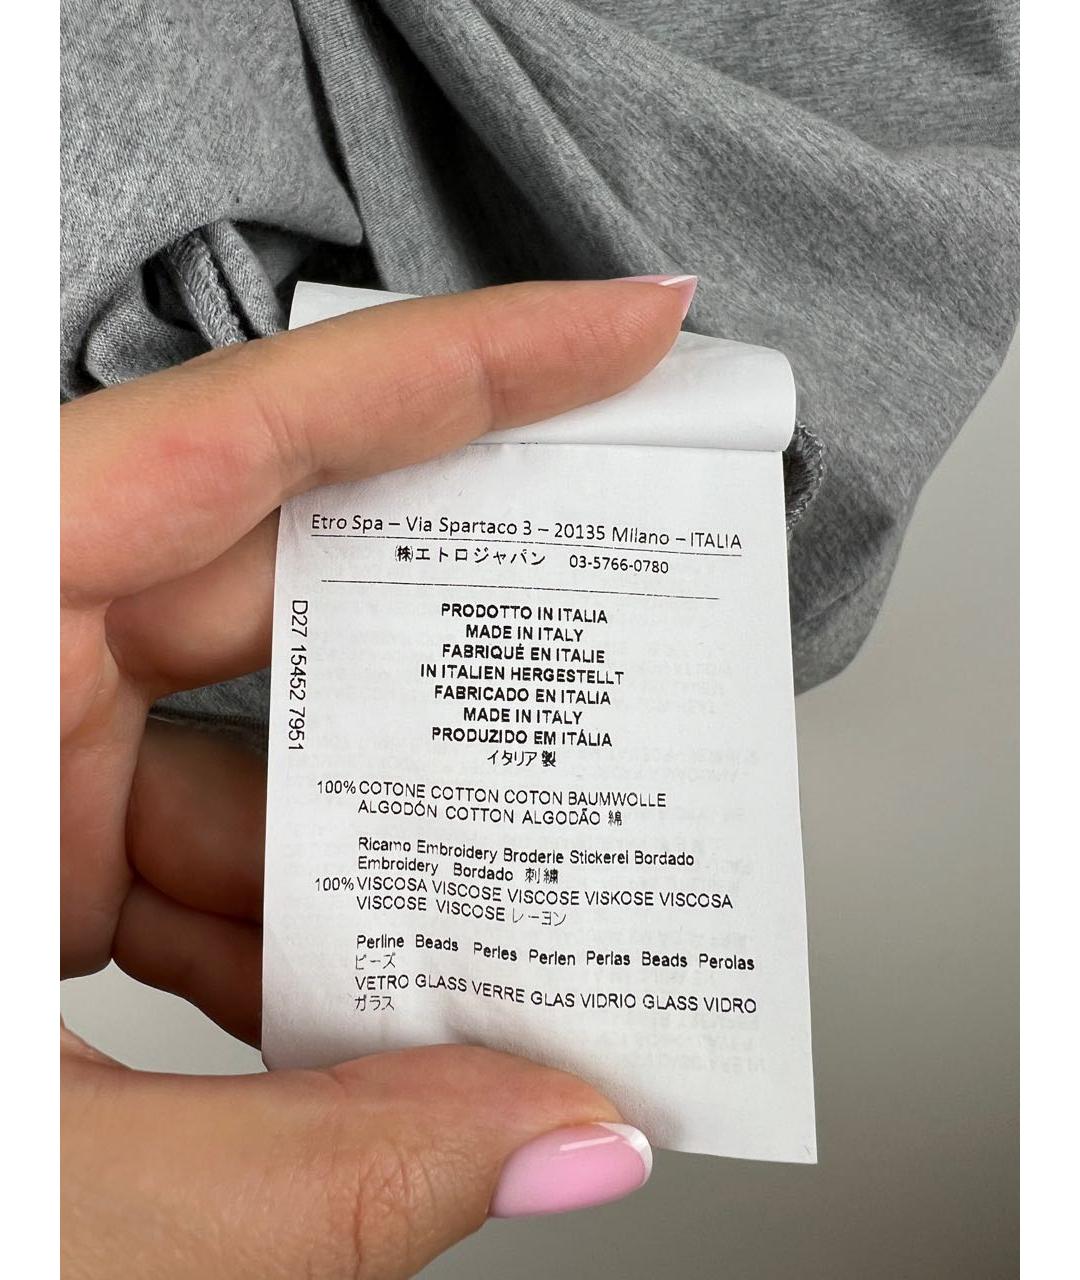 Etro Spa – Via Spartaco 3 – 20135 Milano – ITALIA
㈱エトロジャパン 03-5766-0780
D27 15452 7951
PRODOTTO IN ITALIA
MADE IN ITALY
FABRIQUÉ EN ITALIE
IN ITALIEN HERGESTELLT
FABRICADO EN ITALIA
MADE IN ITALY
PRODUZIDO EM ITÁLIA
イタリア製
100% COTONE COTTON COTON BAUMWOLLE
ALGODÓN COTTON ALGODÃO 綿
Ricamo Embroidery Broderie Stickerei Bordado
Embroidery Bordado 刺繍
100% VISCOSA VISCOSE VISCOSE VISKOSE VISCOSA
VISCOSE VISCOSE レーヨン
Perline Beads Perles Perlen Perlas Beads Perolas
ビーズ
VETRO GLASS VERRE GLAS VIDRIO GLASS VIDRO
ガラス